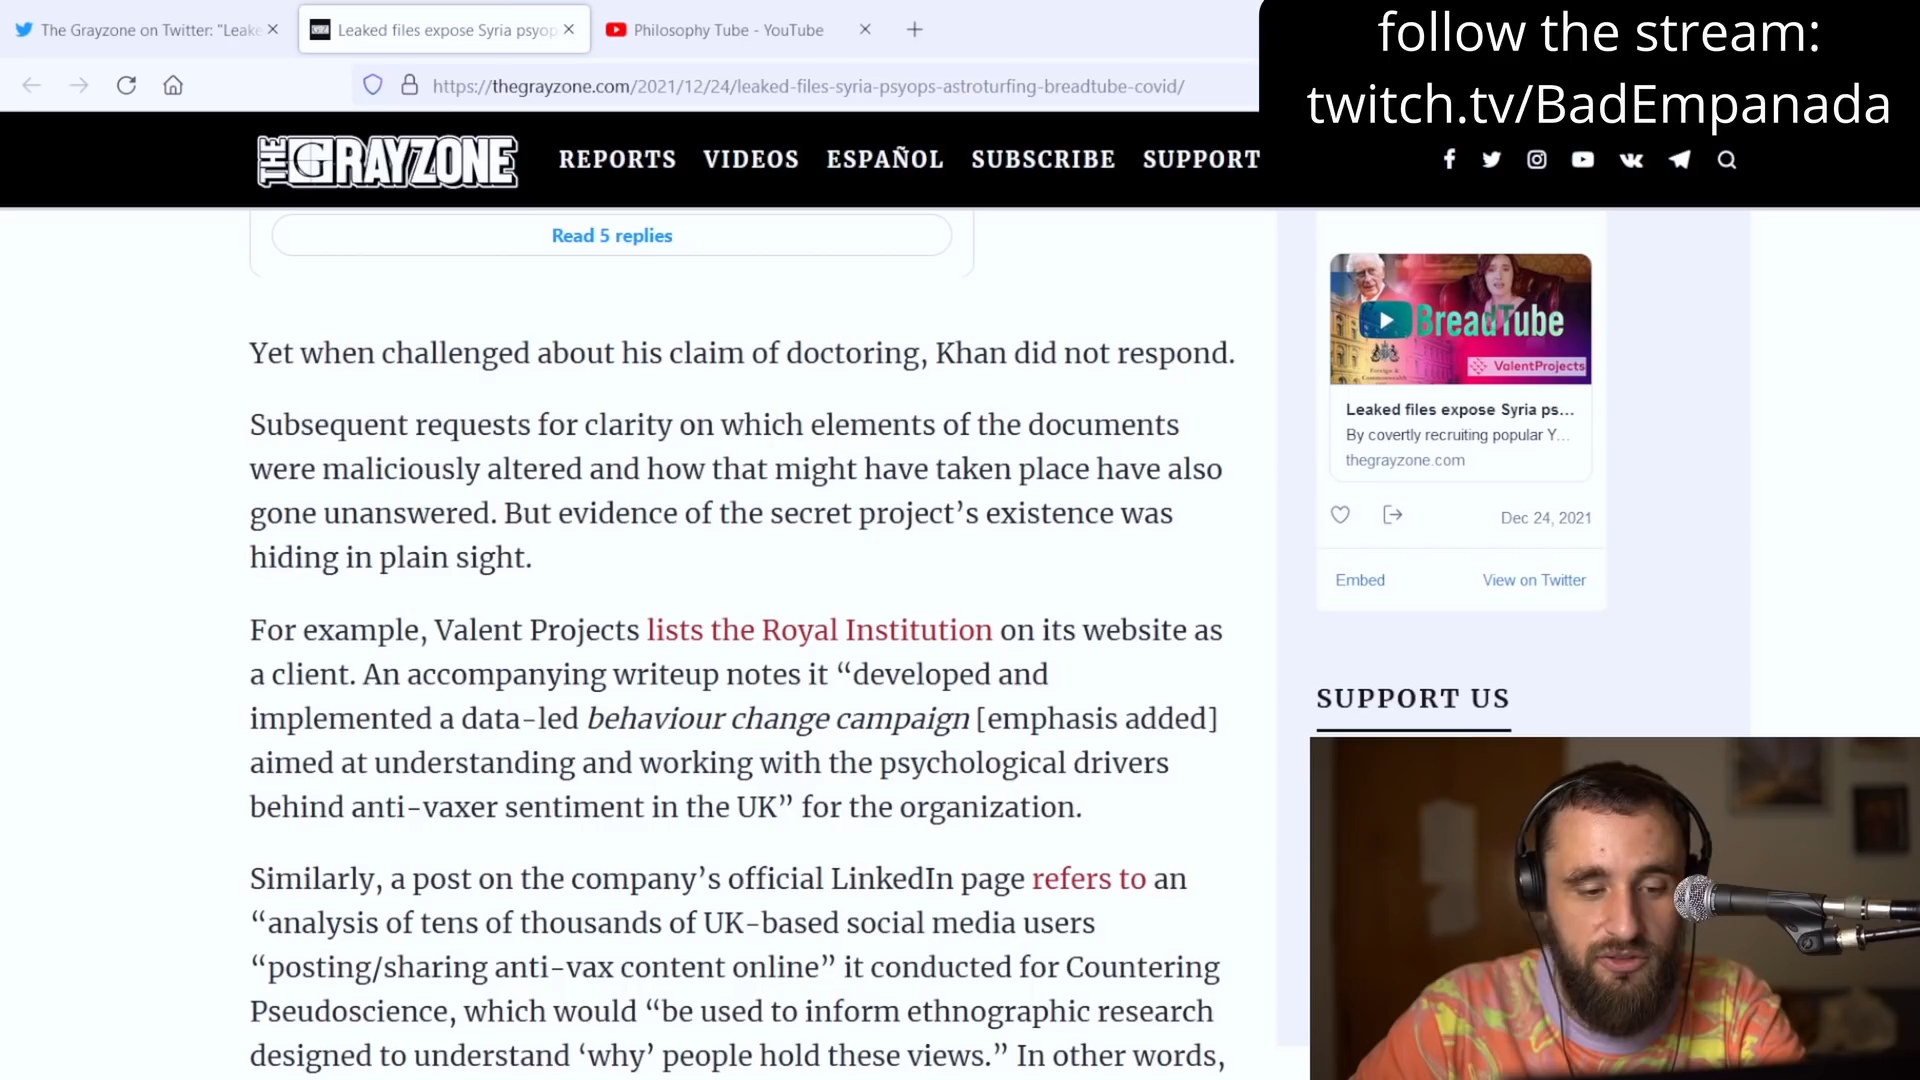 The Grayzone on Twitter: "Leake
Leaked files expose Syria psyop
Philosophy Tube - YouTube
https://thegrayzone.com/2021/12/24/leaked-files-syria-psyops-astroturfing-breadtube-covid/
follow the stream:
twitch.tv/BadEmpanada
THE GRAYZONE
REPORTS VIDEOS ESPAÑOL SUBSCRIBE SUPPORT
Read 5 replies
Yet when challenged about his claim of doctoring, Khan did not respond.
Subsequent requests for clarity on which elements of the documents
were maliciously altered and how that might have taken place have also
gone unanswered. But evidence of the secret project’s existence was
hiding in plain sight.
For example, Valent Projects lists the Royal Institution on its website as
a client. An accompanying writeup notes it “developed and
implemented a data-led behaviour change campaign [emphasis added]
aimed at understanding and working with the psychological drivers
behind anti-vaxer sentiment in the UK” for the organization.
Similarly, a post on the company’s official LinkedIn page refers to an
“analysis of tens of thousands of UK-based social media users
“posting/sharing anti-vax content online” it conducted for Countering
Pseudoscience, which would “be used to inform ethnographic research
designed to understand ‘why’ people hold these views.” In other words,
BreadTube
Foreign &
Commonwealth
ValentProjects
Leaked files expose Syria ps...
By covertly recruiting popular Y...
thegrayzone.com
Dec 24, 2021
Embed
View on Twitter
SUPPORT US